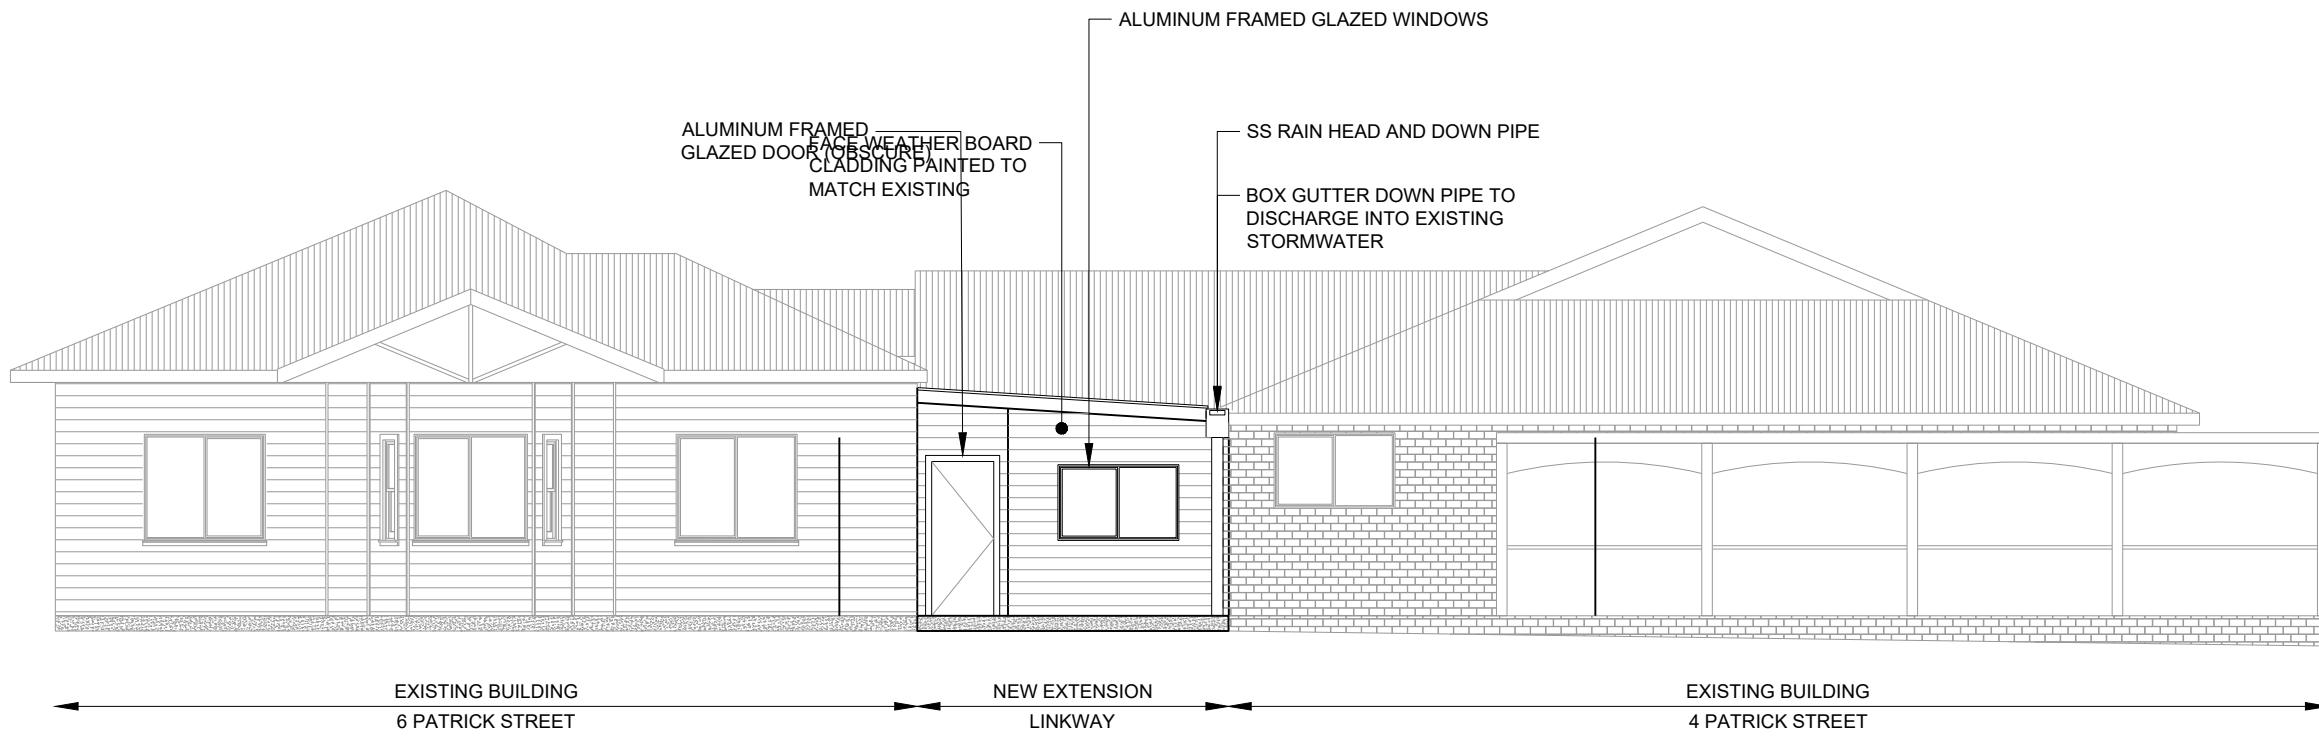 ALUMINUM FRAMED GLAZED WINDOWS
ALUMINUM FRAMED
GLAZED DOOR (OBSCURE)
FACE WEATHER BOARD
CLADDING PAINTED TO
MATCH EXISTING
SS RAIN HEAD AND DOWN PIPE
BOX GUTTER DOWN PIPE TO
DISCHARGE INTO EXISTING
STORMWATER
EXISTING BUILDING
6 PATRICK STREET
NEW EXTENSION
LINKWAY
EXISTING BUILDING
4 PATRICK STREET